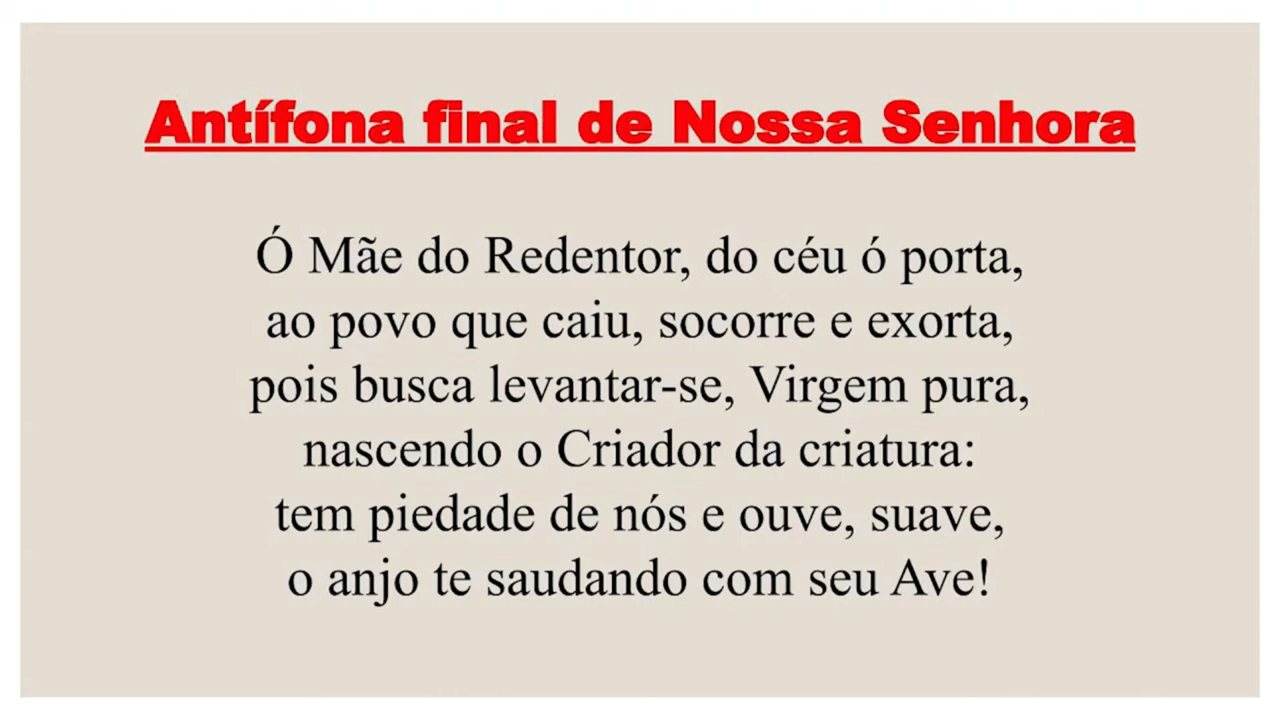 Antífona final de Nossa Senhora
Ó Mãe do Redentor, do céu ó porta,
ao povo que caiu, socorre e exorta,
pois busca levantar-se, Virgem pura,
nascendo o Criador da criatura:
tem piedade de nós e ouve, suave,
o anjo te saudando com seu Ave!